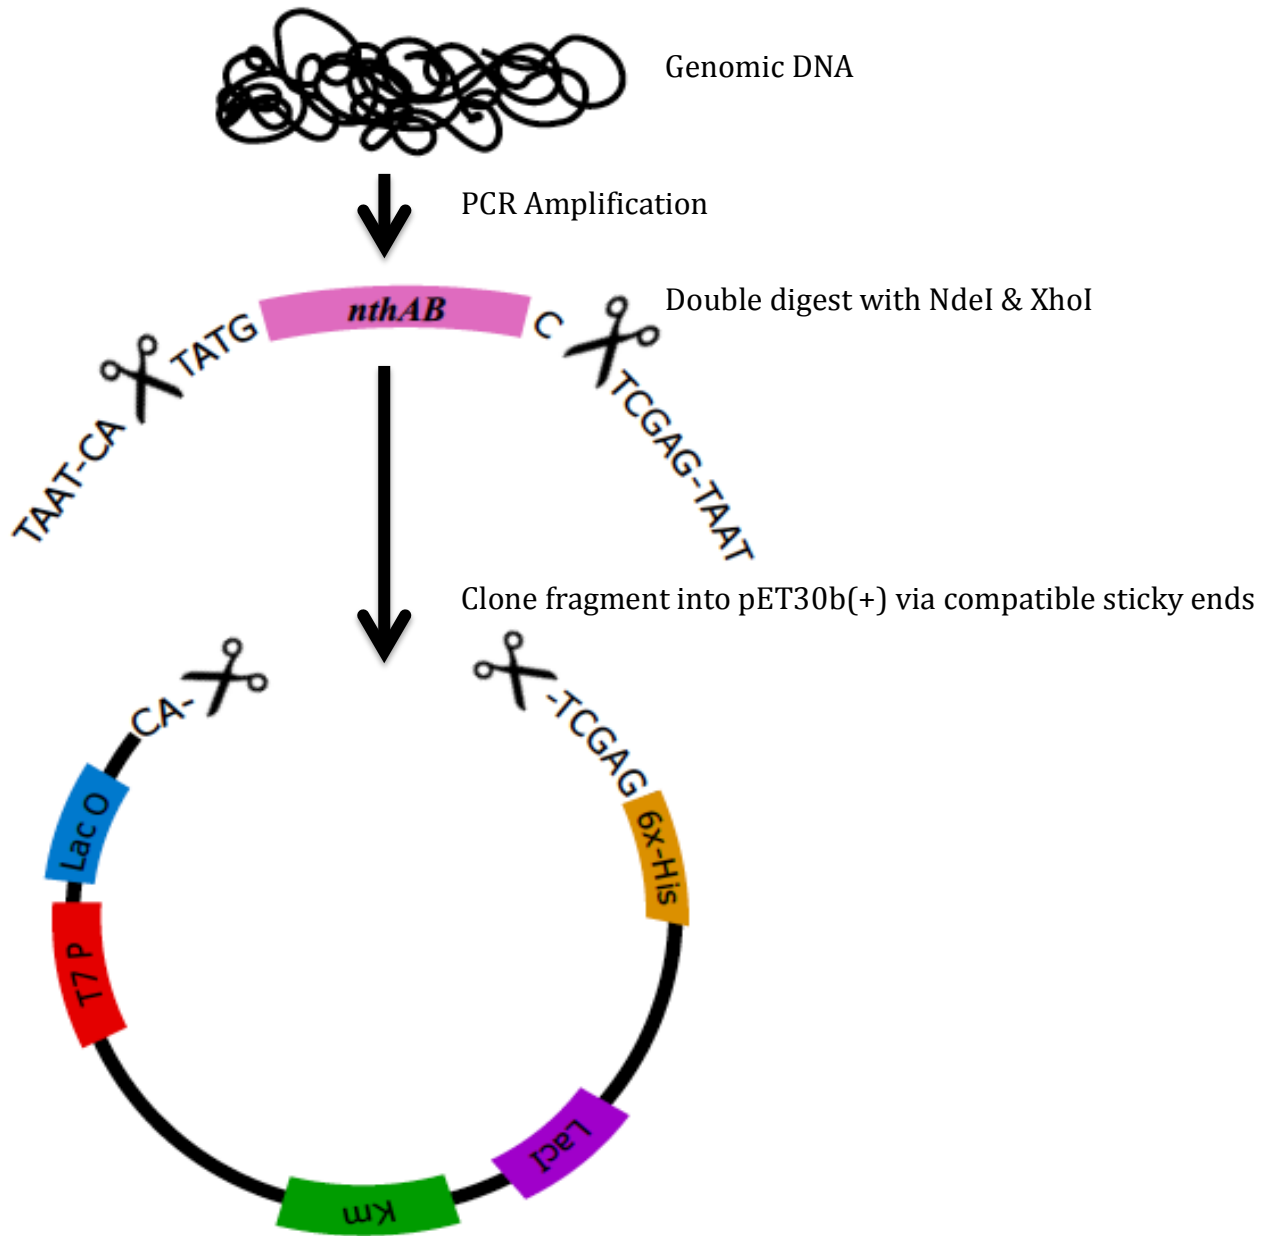 Genomic DNA
PCR Amplification
Double digest with NdeI & XhoI
TAAT-CA
TATG
nthAB
C
TCGAG-TAAT
Clone fragment into pET30b(+) via compatible sticky ends
CA-
-TCGAG
Lac O
6x-His
T7 P
LacI
Km